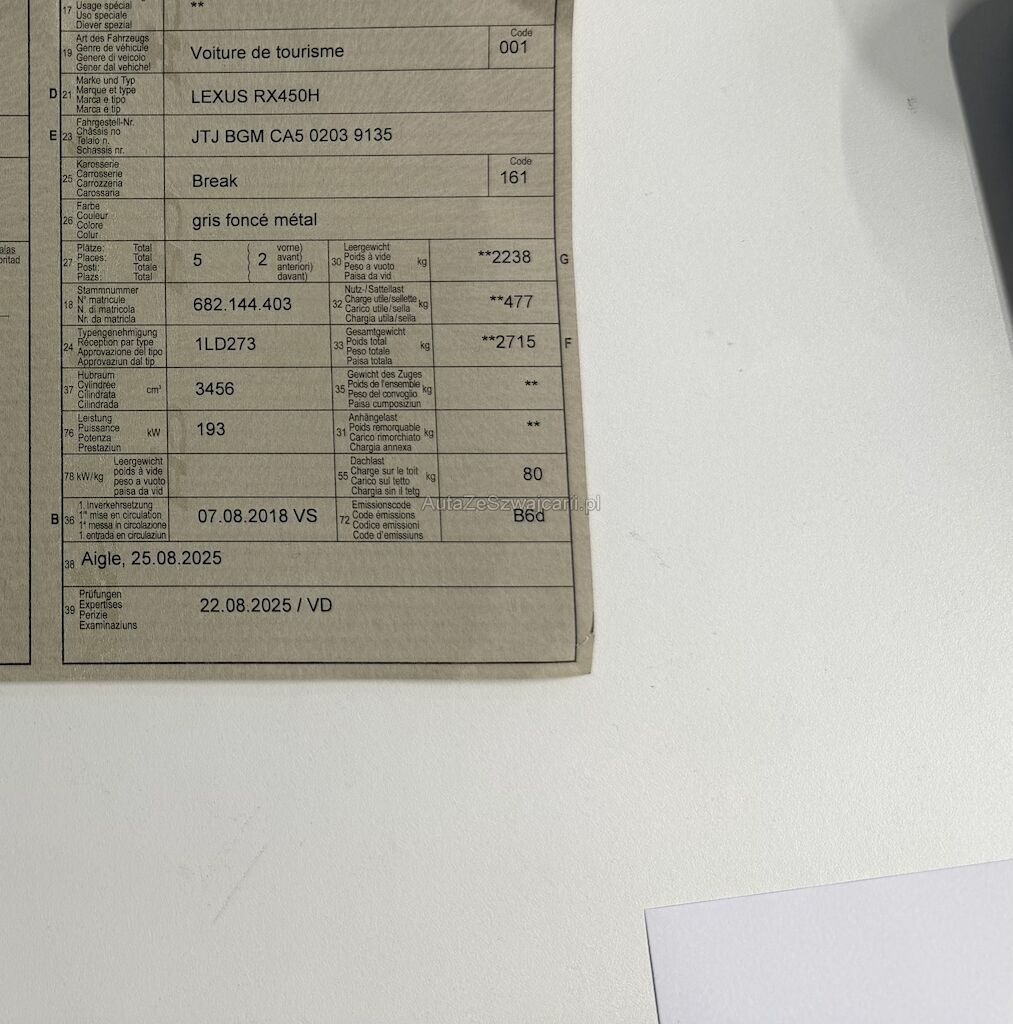 17 Usage spécial **
Uso speciale
Diever spezial
19 Art des Fahrzeugs Voiture de tourisme Code 001
Genre de véhicule
Genere di veicolo
Gener dal vehichel
D 21 Marke und Typ LEXUS RX450H
Marque et type
Marca e tipo
Marca e tip
E 23 Fahrgestell-Nr. JTJ BGM CA5 0203 9135
Châssis no
Telaio n.
Schassis nr.
25 Karosserie Break Code 161
Carrosserie
Carrozzeria
Carossaria
26 Farbe gris foncé métal
Couleur
Colore
Colur
27 Plätze: Total 5 ( 2 vorne)
Places: Total avant)
Posti: Totale anteriori)
Plazs: Total davant)
30 Leergewicht kg **2238 G
Poids à vide
Peso a vuoto
Paisa da vid
18 Stammnummer 682.144.403
N° matricule
N. di matricola
Nr. da matricla
32 Nutz-/Sattellast kg **477
Charge utile/sellette
Carico utile/sella
Chargia utila/sella
24 Typengenehmigung 1LD273
Réception par type
Approvazione del tipo
Approvaziun dal tip
33 Gesamtgewicht kg **2715 F
Poids total
Peso totale
Paisa totala
37 Hubraum cm³ 3456
Cylindrée
Cilindrata
Cilindrada
35 Gewicht des Zuges kg **
Poids de l'ensemble
Peso del convoglio
Paisa cumposiziun
76 Leistung kW 193
Puissance
Potenza
Prestaziun
31 Anhängelast kg **
Poids remorquable
Carico rimorchiato
Chargia annexa
78 kW/kg Leergewicht
poids à vide
peso a vuoto
paisa da vid
55 Dachlast kg 80
Charge sur le toit
Carico sul tetto
Chargia sin il tetg
B 36 1. Inverkehrsetzung 07.08.2018 VS
1re mise en circulation
1a messa in circolazione
1. entrada en circulaziun
72 Emissionscode B6d
Code émissions
Codice emissioni
Code d'emissiuns
38 Aigle, 25.08.2025
39 Prüfungen 22.08.2025 / VD
Expertises
Perizie
Examinaziuns
AutaZeSzwajcarii.pl